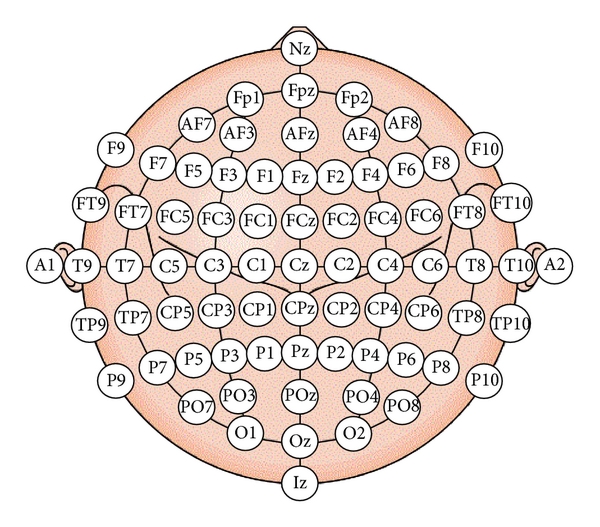 Nz
Fp1 Fpz Fp2
AF7 AF3 AFz AF4 AF8
F9 F7 F5 F3 F1 Fz F2 F4 F6 F8 F10
FT9 FT7 FC5 FC3 FC1 FCz FC2 FC4 FC6 FT8 FT10
A1 T9 T7 C5 C3 C1 Cz C2 C4 C6 T8 T10 A2
TP9 TP7 CP5 CP3 CP1 CPz CP2 CP4 CP6 TP8 TP10
P9 P7 P5 P3 P1 Pz P2 P4 P6 P8 P10
PO7 PO3 POz PO4 PO8
O1 Oz O2
Iz